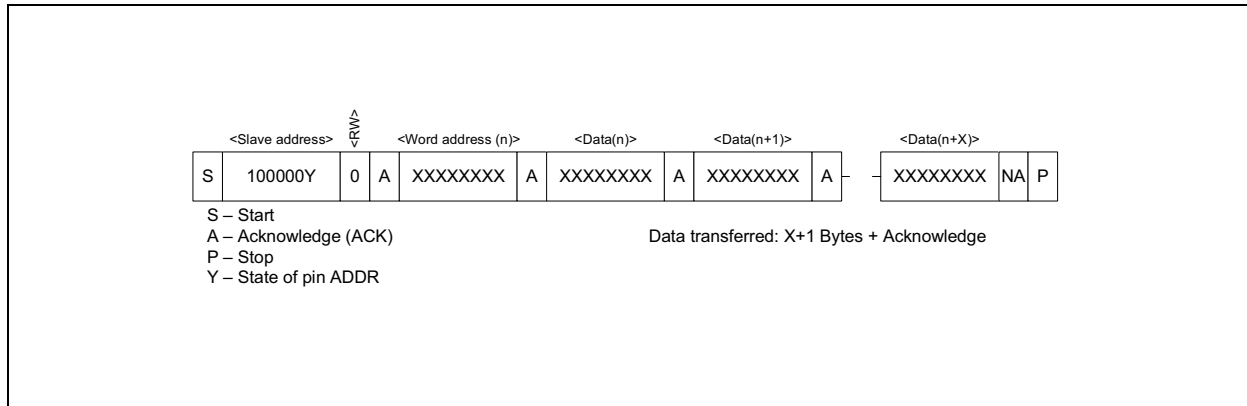 <Slave address> <RW> <Word address (n)> <Data(n)> <Data(n+1)> <Data(n+X)>
S 100000Y 0 A XXXXXXXX A XXXXXXXX A XXXXXXXX A XXXXXXXX NA P
S – Start
A – Acknowledge (ACK) Data transferred: X+1 Bytes + Acknowledge
P – Stop
Y – State of pin ADDR